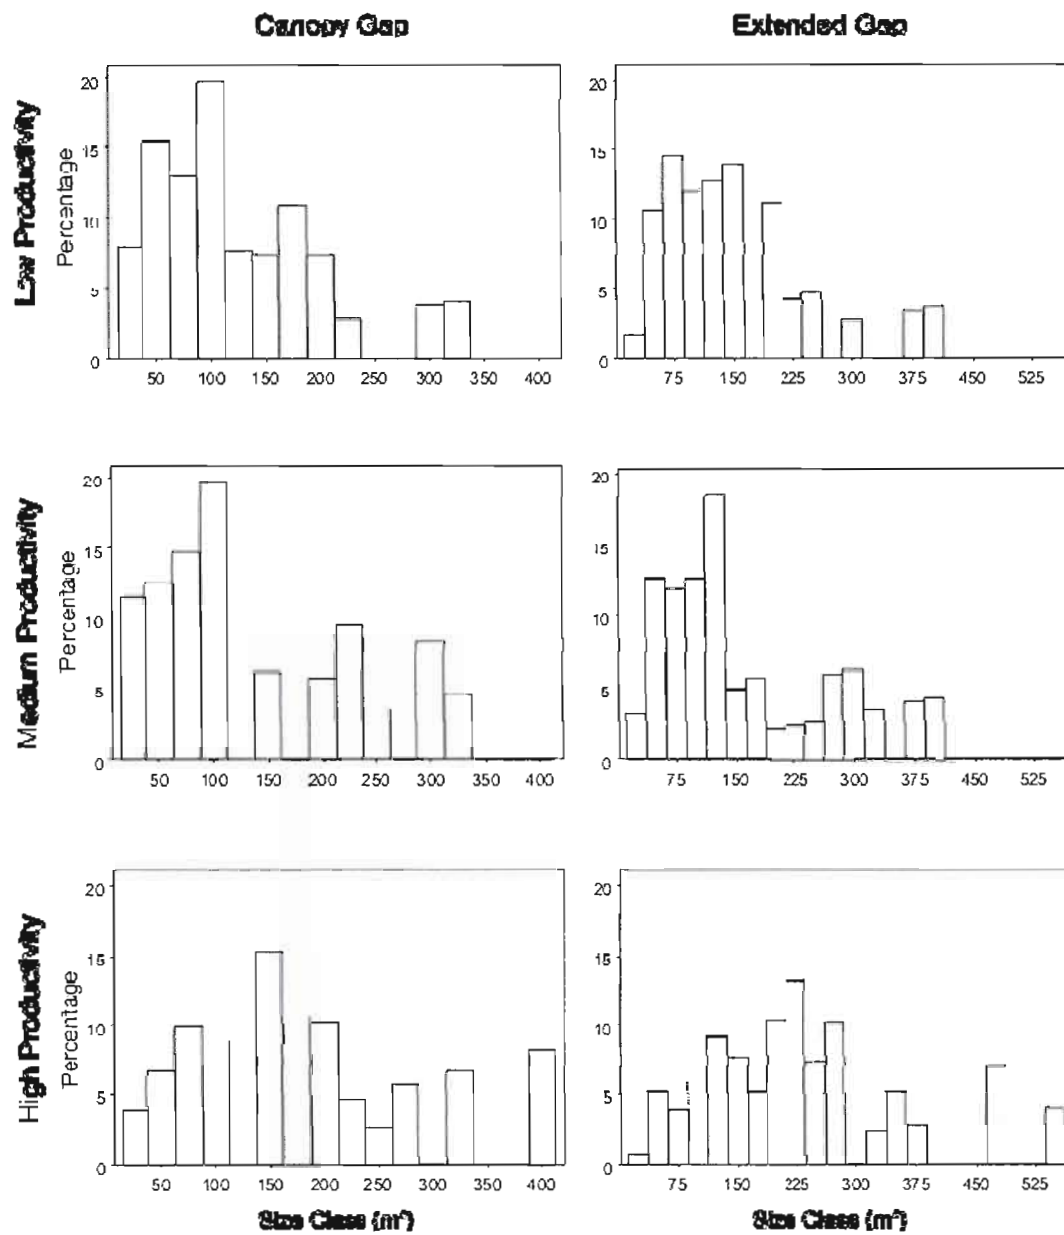 Canopy Gap Extended Gap
Low Productivity
Percentage
20 15 10 5 0
50 100 150 200 250 300 350 400
20 15 10 5 0
75 150 225 300 375 450 525
Medium Productivity
Percentage
20 15 10 5 0
50 100 150 200 250 300 350 400
20 15 10 5 0
75 150 225 300 375 450 525
High Productivity
Percentage
20 15 10 5 0
50 100 150 200 250 300 350 400
20 15 10 5 0
75 150 225 300 375 450 525
Size Class (m²) Size Class (m²)